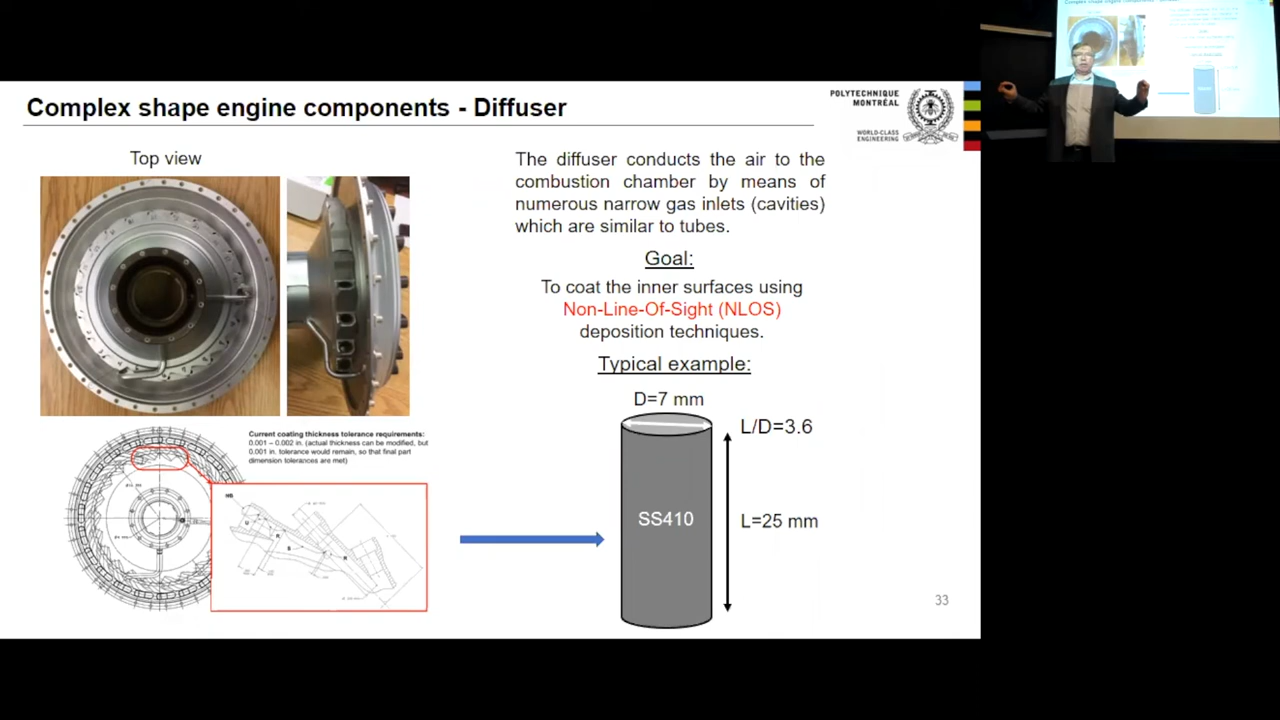 Complex shape engine components - Diffuser
POLYTECHNIQUE
MONTRÉAL
WORLD-CLASS
ENGINEERING
Top view
The diffuser conducts the air to the
combustion chamber by means of
numerous narrow gas inlets (cavities)
which are similar to tubes.
Goal:
To coat the inner surfaces using
Non-Line-Of-Sight (NLOS)
deposition techniques.
Typical example:
D=7 mm
L/D=3.6
SS410
L=25 mm
Current coating thickness tolerance requirements:
0.001 – 0.002 in. (actual thickness can be modified, but
0.001 in. tolerance would remain, so that final part
dimension tolerances are met)
33